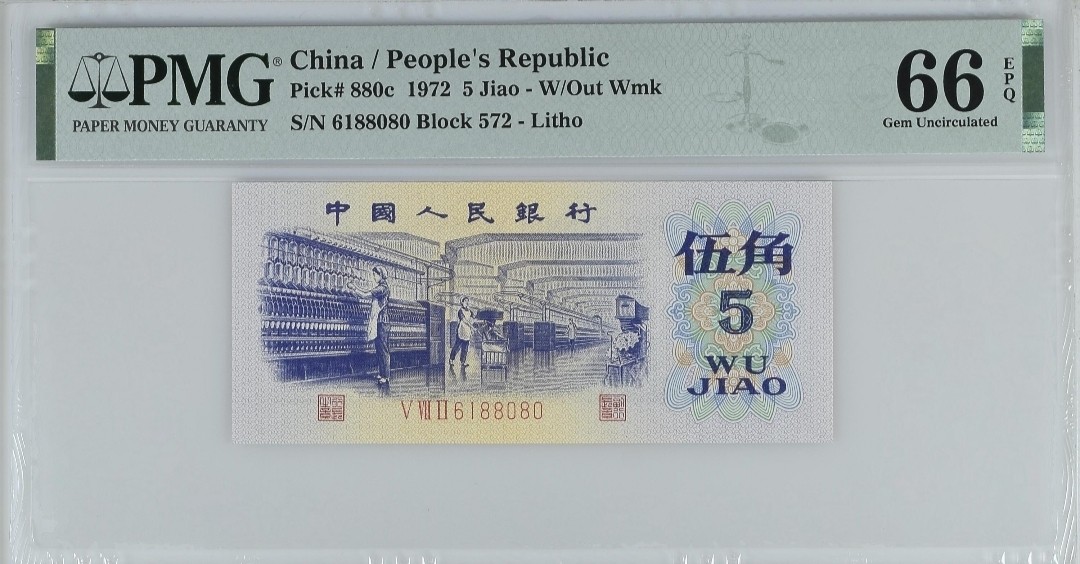 PMG®
PAPER MONEY GUARANTY
China / People's Republic
Pick# 880c 1972 5 Jiao - W/Out Wmk
S/N 6188080 Block 572 - Litho
66
EPQ
Gem Uncirculated
中國人民銀行
伍角
5
WU
JIAO
V VII II 6188080